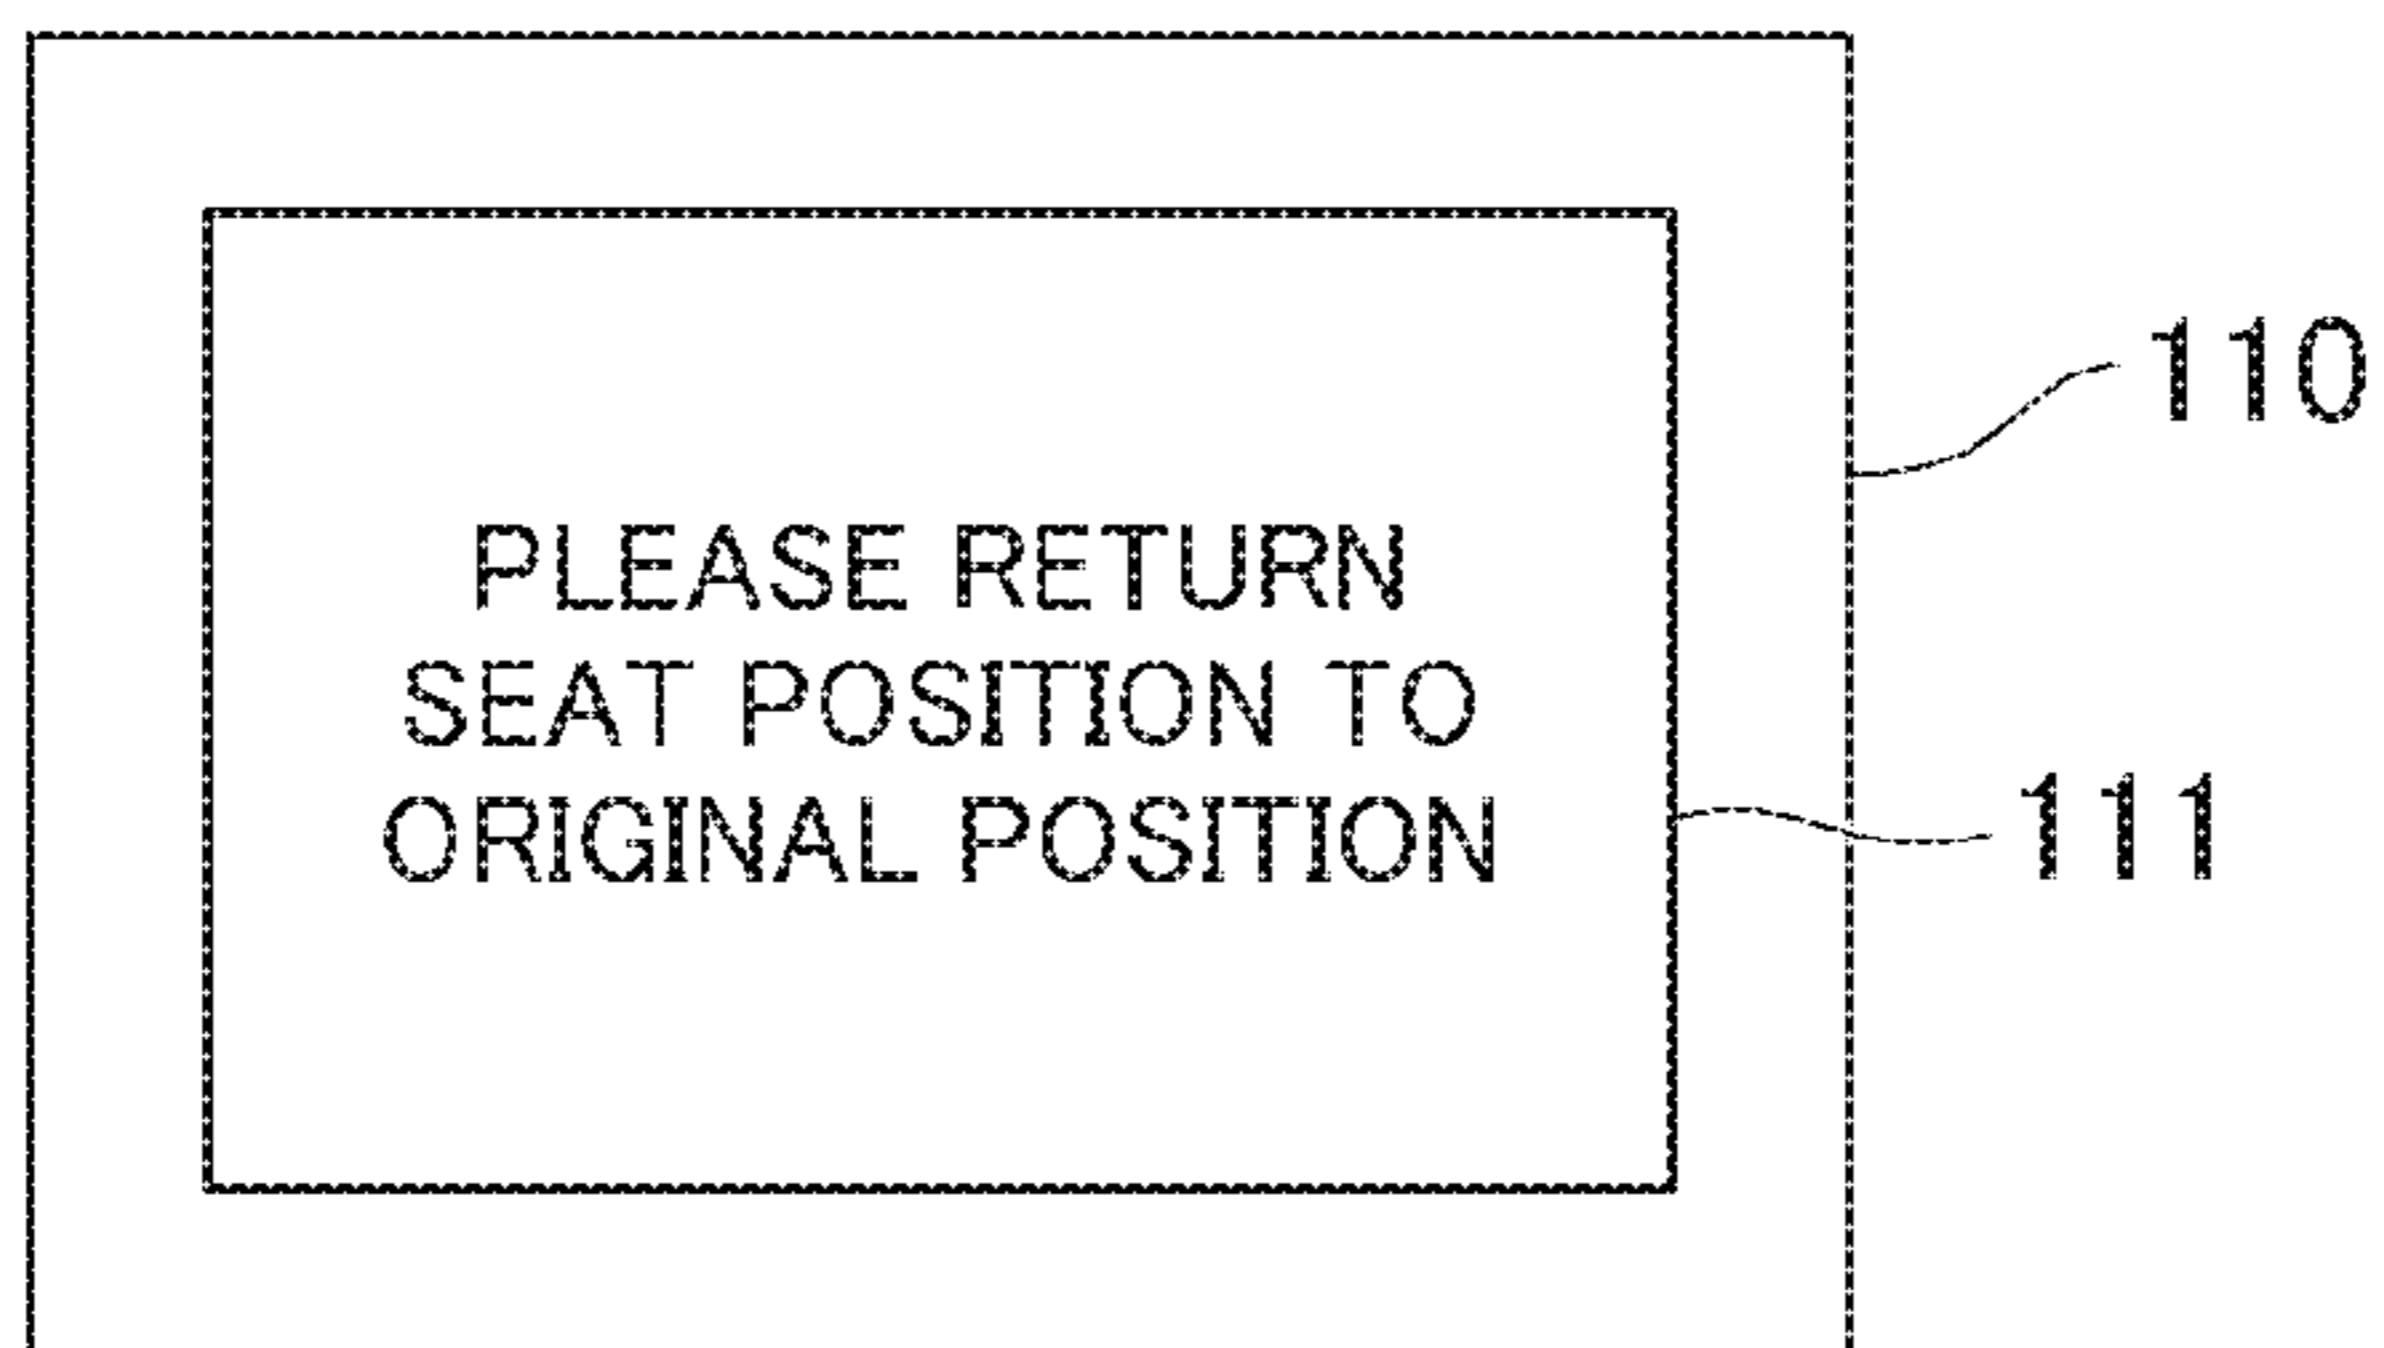 110
PLEASE RETURN
SEAT POSITION TO
ORIGINAL POSITION
111